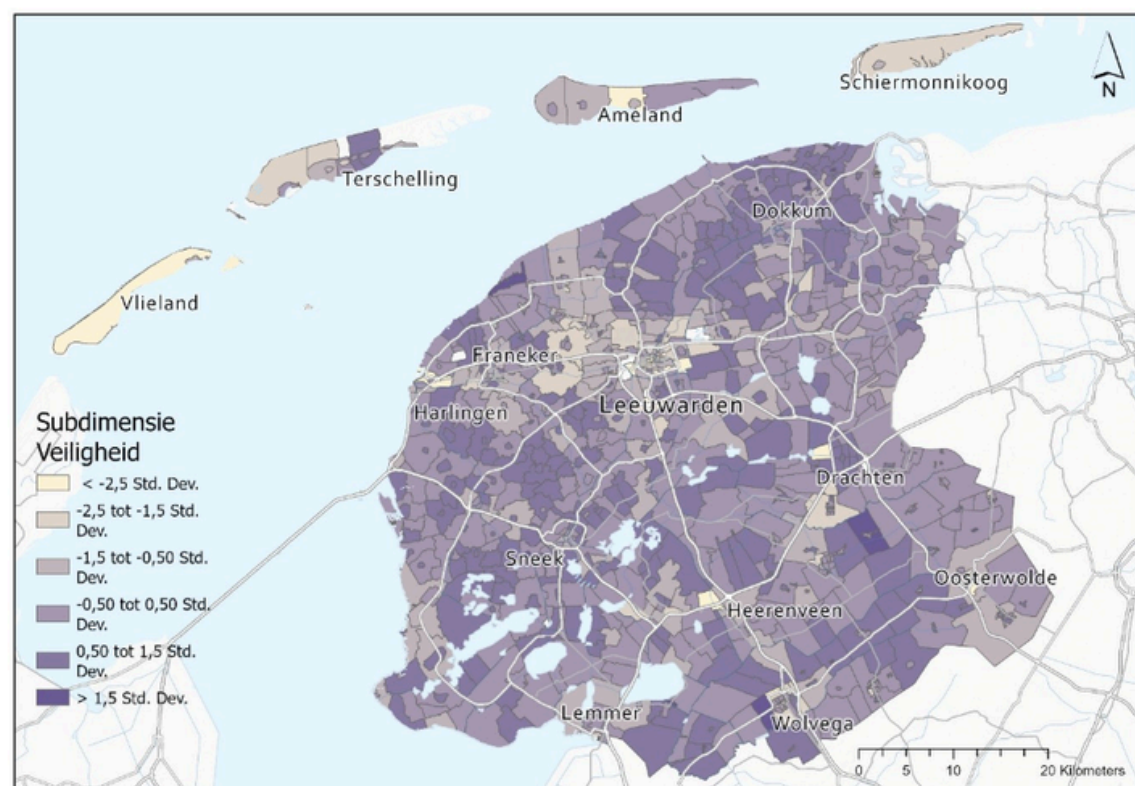 Schiermonnikoog
N
Ameland
Terschelling
Dokkum
Vlieland
Franeker
Leeuwarden
Harlingen
Subdimensie
Veiligheid
< -2,5 Std. Dev.
-2,5 tot -1,5 Std.
Dev.
-1,5 tot -0,50 Std.
Dev.
-0,50 tot 0,50 Std.
Dev.
0,50 tot 1,5 Std.
Dev.
> 1,5 Std. Dev.
Drachten
Sneek
Oosterwolde
Heerenveen
Lemmer
Wolvega
0 5 10 20 Kilometers